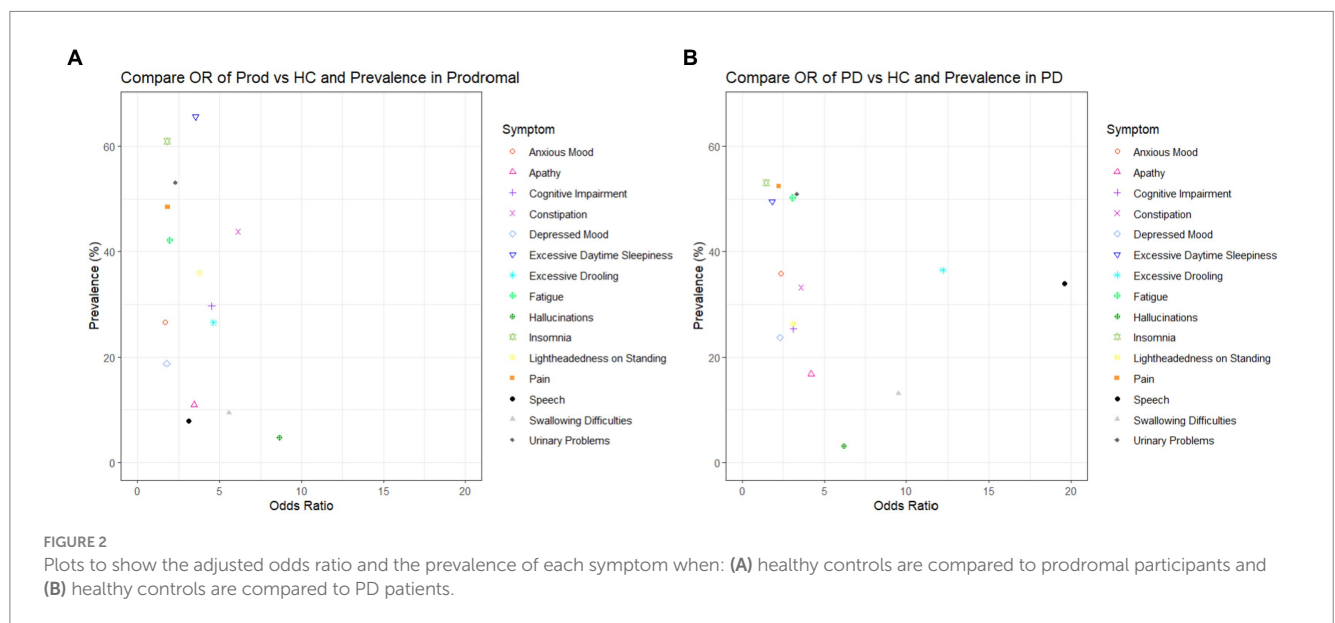 A
Compare OR of Prod vs HC and Prevalence in Prodromal
Prevalence (%)
60
40
20
0
0 5 10 15 20
Odds Ratio
Symptom
Anxious Mood
Apathy
Cognitive Impairment
Constipation
Depressed Mood
Excessive Daytime Sleepiness
Excessive Drooling
Fatigue
Hallucinations
Insomnia
Lightheadedness on Standing
Pain
Speech
Swallowing Difficulties
Urinary Problems
B
Compare OR of PD vs HC and Prevalence in PD
Prevalence (%)
60
40
20
0
0 5 10 15 20
Odds Ratio
Symptom
Anxious Mood
Apathy
Cognitive Impairment
Constipation
Depressed Mood
Excessive Daytime Sleepiness
Excessive Drooling
Fatigue
Hallucinations
Insomnia
Lightheadedness on Standing
Pain
Speech
Swallowing Difficulties
Urinary Problems
FIGURE 2
Plots to show the adjusted odds ratio and the prevalence of each symptom when: (A) healthy controls are compared to prodromal participants and
(B) healthy controls are compared to PD patients.